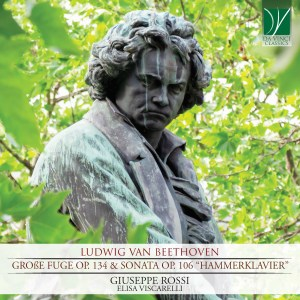 DA VINCI
CLASSICS
LUDWIG VAN BEETHOVEN
GROßE FUGE OP. 134 & SONATA OP. 106 “HAMMERKLAVIER”
GIUSEPPE ROSSI
ELISA VISCARELLI